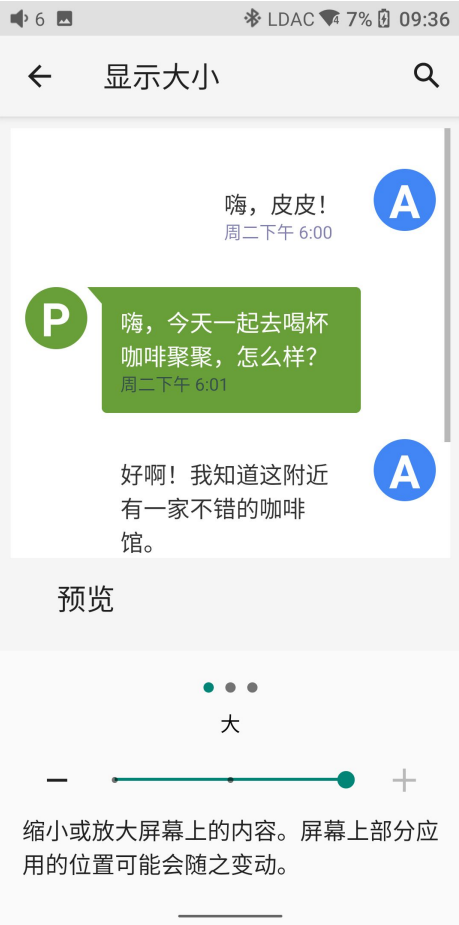 6 LDAC 4 7% 09:36
显示大小
嗨，皮皮！
A
周二下午 6:00
P
嗨，今天一起去喝杯
咖啡聚聚，怎么样？
周二下午 6:01
A
好啊！我知道这附近
有一家不错的咖啡
馆。
预览
大
缩小或放大屏幕上的内容。屏幕上部分应
用的位置可能会随之变动。